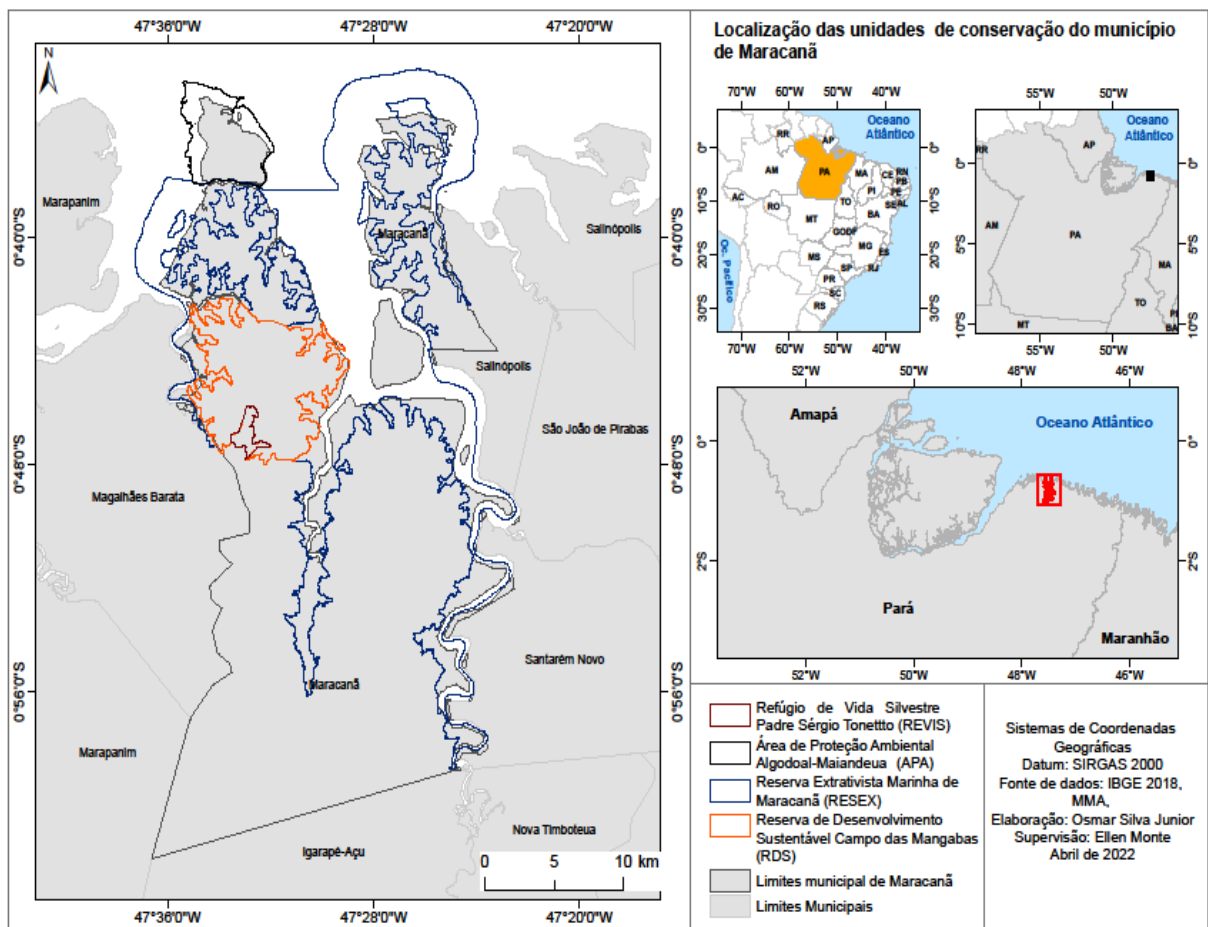 47°36'0"W
47°28'0"W
47°20'0"W
N
0°40'0"S
0°48'0"S
0°56'0"S
Marapanim
Maracanã
Salinópolis
Salinópolis
São João de Pirabas
Magalhães Barata
Santarém Novo
Maracanã
Marapanim
Nova Timboteua
Igarapé-Açu
0 5 10 km
0°40'0"S
0°48'0"S
0°56'0"S
47°36'0"W
47°28'0"W
47°20'0"W
Localização das unidades de conservação do município
de Maracanã
70°W 60°W 50°W 40°W
Oceano
Atlântico
RR
AP
AM
PA
MA
CE
RN
PB
PE
AL
SE
PI
AC
RO
TO
BA
MT
GO
DF
MG
ES
MS
SP
RJ
PR
SC
RS
Oc. Pacífico
0°
10°S
20°S
30°S
0°
10°S
20°S
30°S
70°W 60°W 50°W 40°W
55°W 50°W
Oceano
Atlântico
RR
AP
AM
PA
MA
TO
PI
BA
MT
0°
5°S
10°S
0°
5°S
10°S
55°W 50°W
52°W 50°W 48°W 46°W
Amapá
Oceano Atlântico
0°
2°S
0°
2°S
Pará
Maranhão
52°W 50°W 48°W 46°W
Refúgio de Vida Silvestre
Padre Sérgio Tonettto (REVIS)
Área de Proteção Ambiental
Algodoal-Maiandeua (APA)
Reserva Extrativista Marinha de
Maracanã (RESEX)
Reserva de Desenvolvimento
Sustentável Campo das Mangabas
(RDS)
Limites municipal de Maracanã
Limites Municipais
Sistemas de Coordenadas
Geográficas
Datum: SIRGAS 2000
Fonte de dados: IBGE 2018,
MMA,
Elaboração: Osmar Silva Junior
Supervisão: Ellen Monte
Abril de 2022